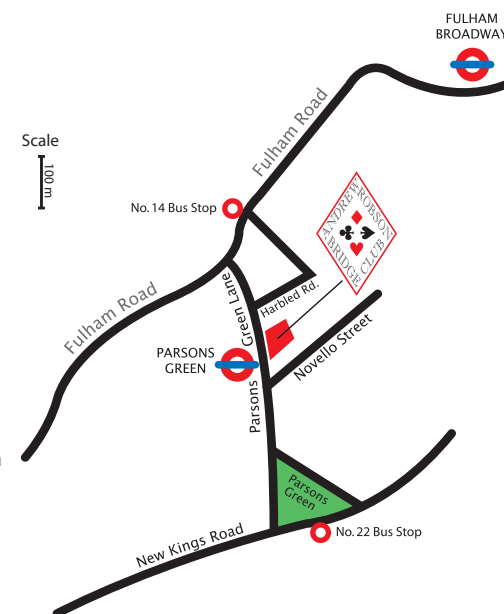 FULHAM
BROADWAY
Scale
100 m
Fulham Road
No. 14 Bus Stop
ANDREW
ROBSON
BRIDGE
CLUB
Fulham Road
Green Lane
Harbled Rd.
PARSONS
GREEN
Novello Street
Parsons
Parsons
Green
New Kings Road
No. 22 Bus Stop